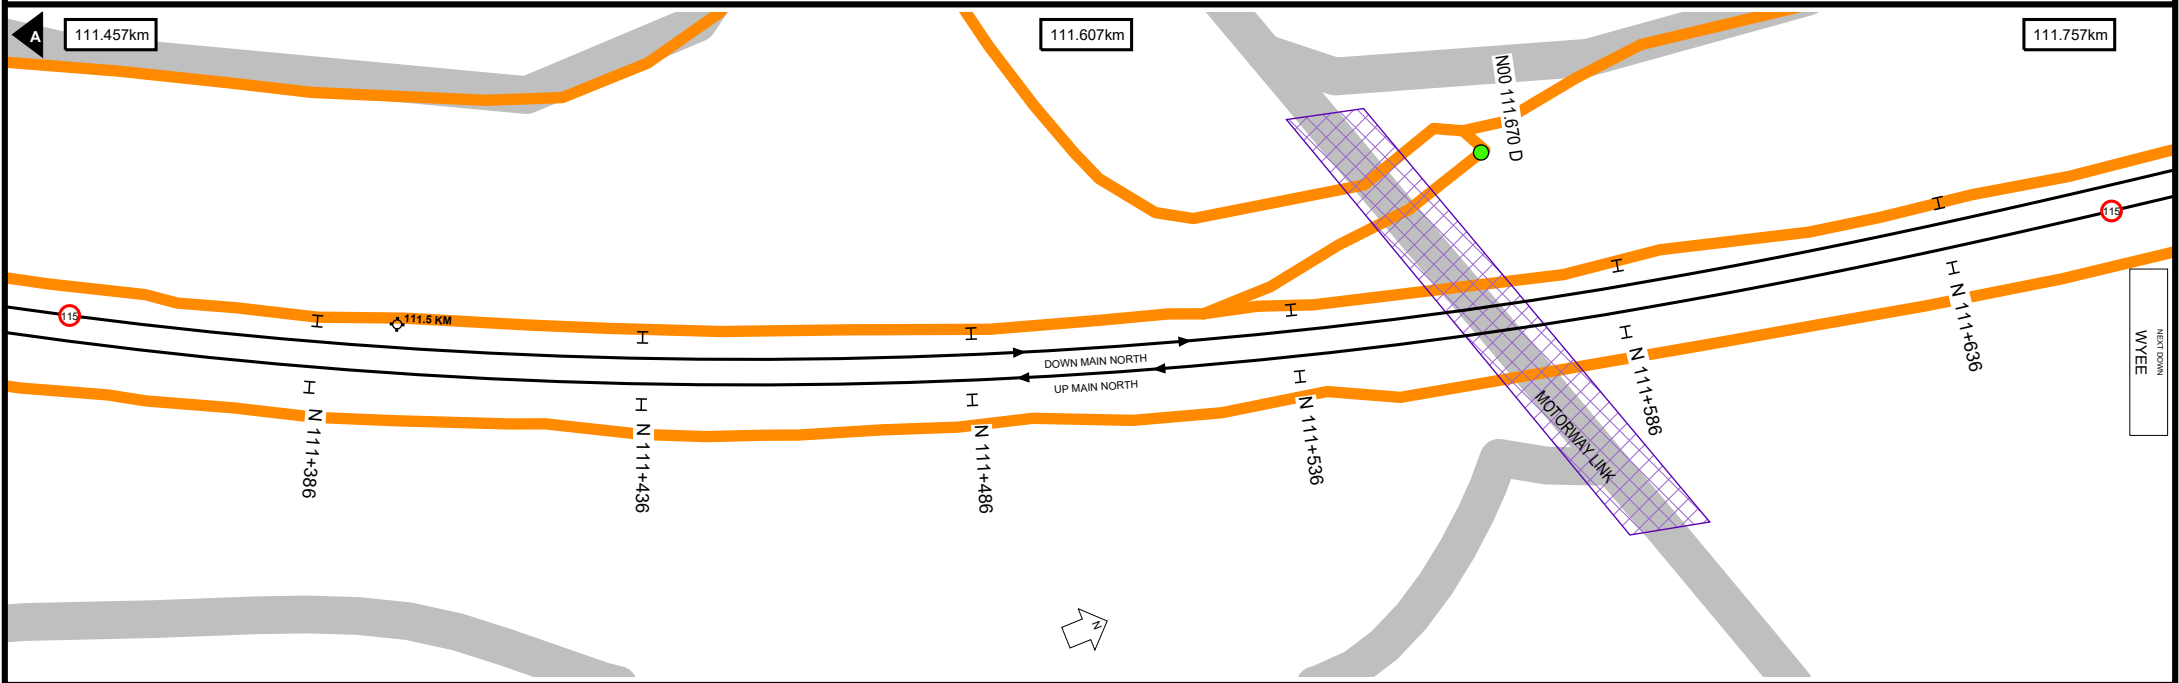 A
111.457km
111.607km
111.757km
N00 111.670 D
115
115
111.5 KM
DOWN MAIN NORTH
UP MAIN NORTH
N 111+386
N 111+436
N 111+486
N 111+536
N 111+586
N 111+636
MOTORWAY LINK
NEXT DOWN
WYEE
N